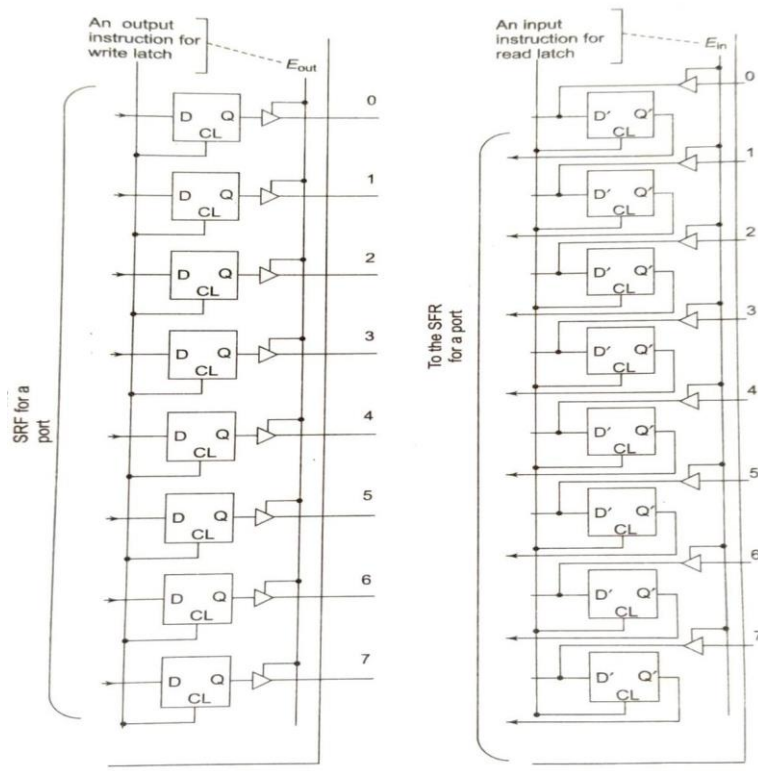 An output
instruction for
write latch
E_out
0
D Q
CL
1
D Q
CL
2
D Q
CL
3
D Q
CL
4
D Q
CL
5
D Q
CL
6
D Q
CL
7
D Q
CL
SRF for a
port
An input
instruction for
read latch
E_in
0
D' Q'
CL
1
D' Q'
CL
2
D' Q'
CL
3
D' Q'
CL
4
D' Q'
CL
5
D' Q'
CL
6
D' Q'
CL
7
D' Q'
CL
To the SFR
for a port